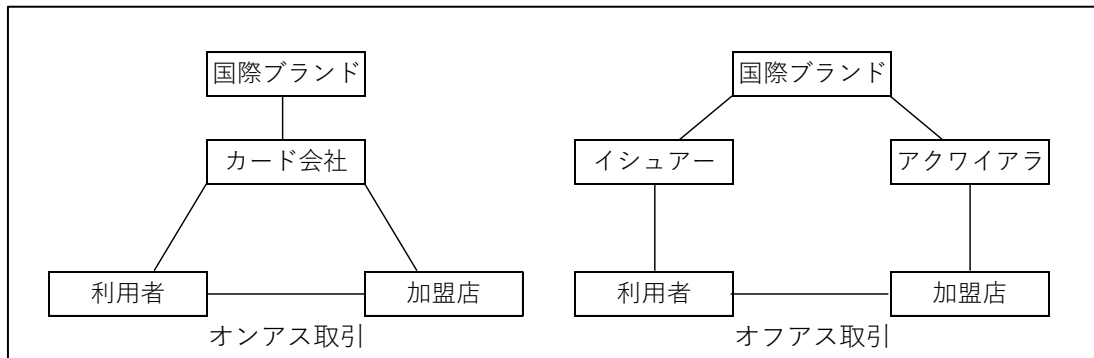 国際ブランド
カード会社
利用者
加盟店
オンアス取引
国際ブランド
イシュアー
アクワイアラ
利用者
加盟店
オフアス取引